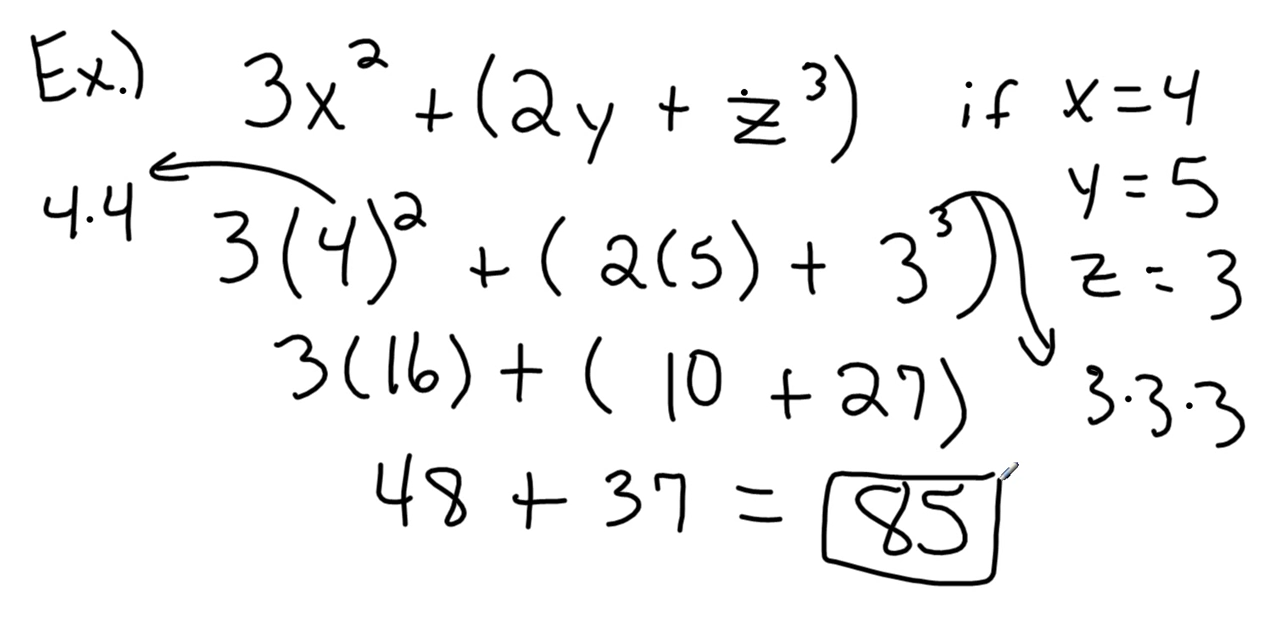 Ex.) 3x² + (2y + z³) if x = 4
y = 5
4·4 3(4)² + (2(5) + 3³)
z = 3
3(16) + (10 + 27)
3·3·3
48 + 37 = 85